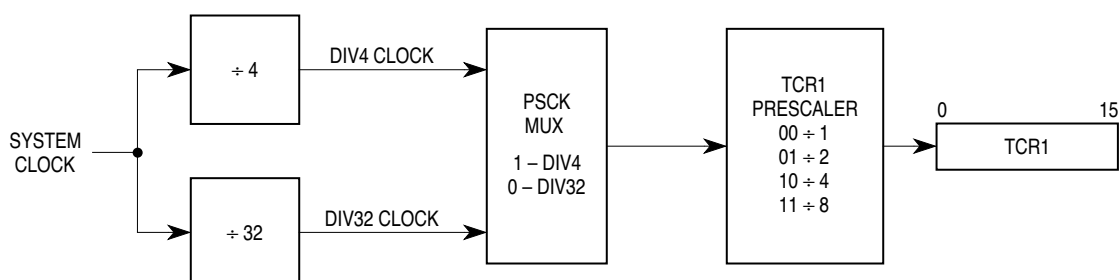 SYSTEM
CLOCK
÷ 4
DIV4 CLOCK
÷ 32
DIV32 CLOCK
PSCK
MUX
1 – DIV4
0 – DIV32
TCR1
PRESCALER
00 ÷ 1
01 ÷ 2
10 ÷ 4
11 ÷ 8
0 15
TCR1